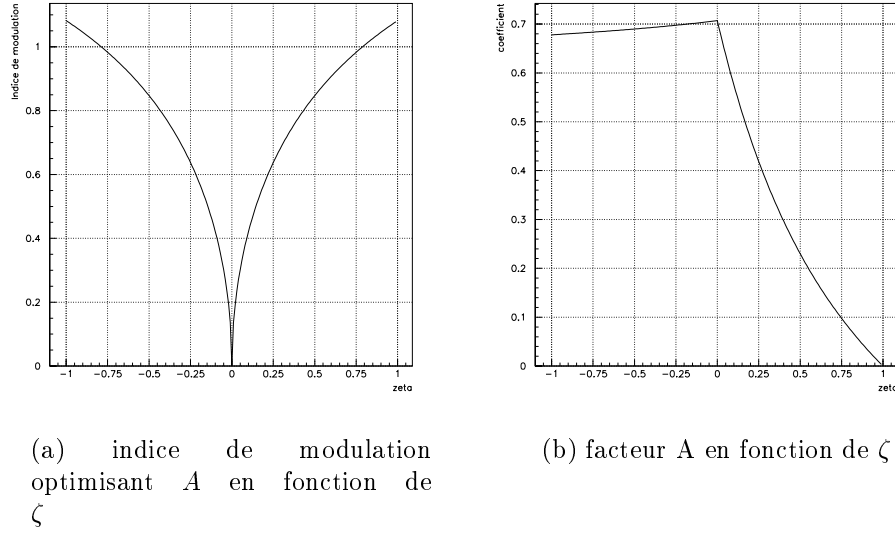 Indice de modulation
1
0.8
0.6
0.4
0.2
0
−1 −0.75 −0.5 −0.25 0 0.25 0.5 0.75 1
zeta
coefficient
0.7
0.6
0.5
0.4
0.3
0.2
0.1
0
−1 −0.75 −0.5 −0.25 0 0.25 0.5 0.75 1
zeta
(a) indice de modulation
optimisant A en fonction de
ζ
(b) facteur A en fonction de ζ